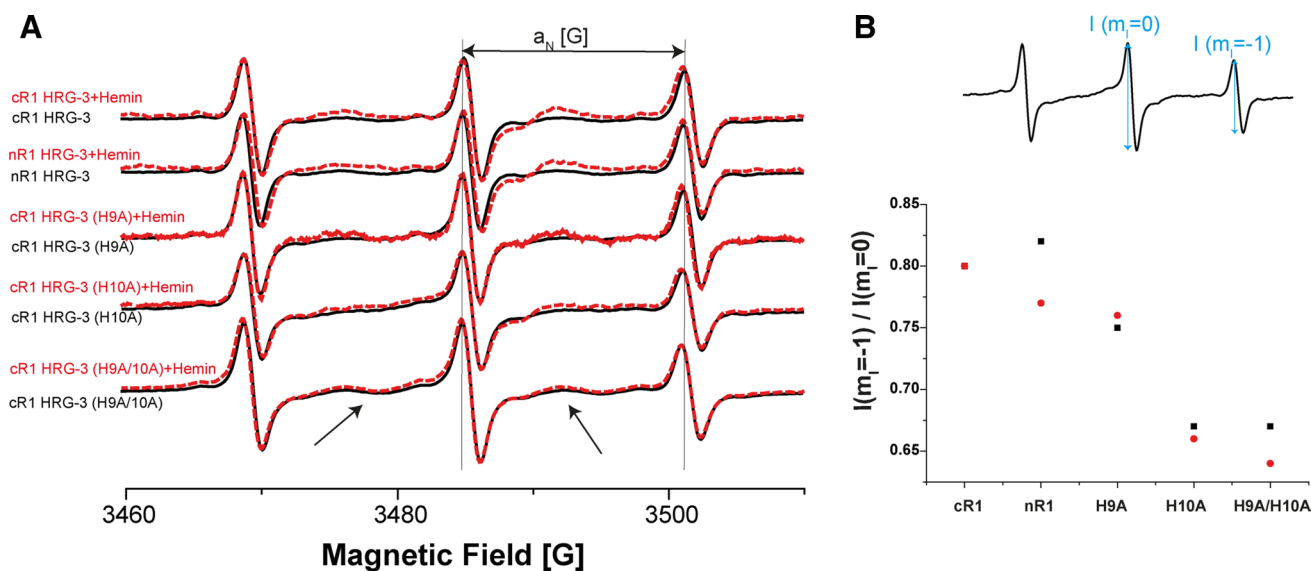 A
a_N [G]
cR1 HRG-3+Hemin
cR1 HRG-3
nR1 HRG-3+Hemin
nR1 HRG-3
cR1 HRG-3 (H9A)+Hemin
cR1 HRG-3 (H9A)
cR1 HRG-3 (H10A)+Hemin
cR1 HRG-3 (H10A)
cR1 HRG-3 (H9A/10A)+Hemin
cR1 HRG-3 (H9A/10A)
3460 3480 3500
Magnetic Field [G]
B
I (m_I=0)
I (m_I=-1)
I(m_I=-1) / I(m_I=0)
0.85
0.80
0.75
0.70
0.65
cR1 nR1 H9A H10A H9A/H10A